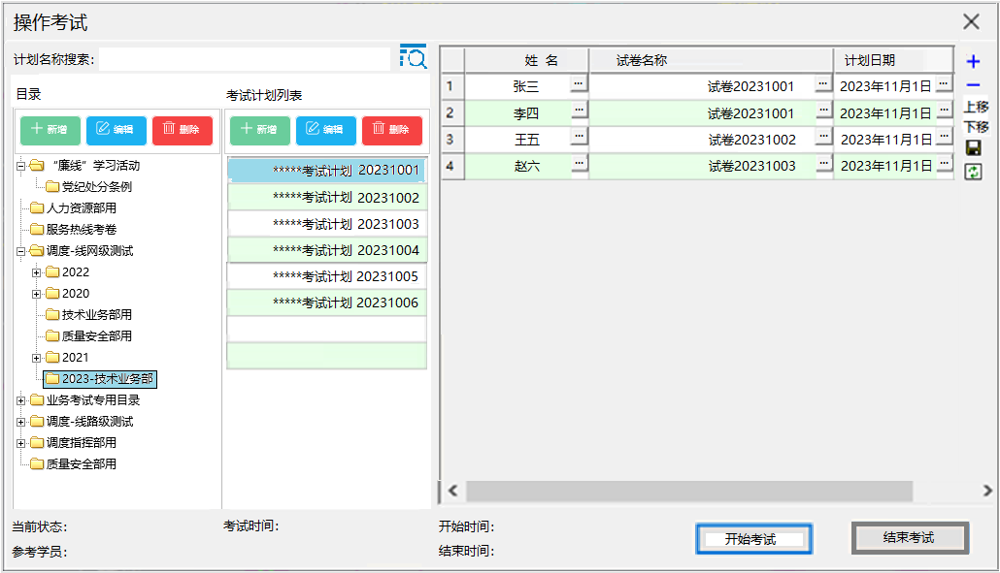 操作考试
计划名称搜索：
目录
新增 编辑 删除
“廉线”学习活动
党纪处分条例
人力资源部用
服务热线考卷
调度-线网级测试
2022
2020
技术业务部用
质量安全部用
2021
2023-技术业务部
业务考试专用目录
调度-线路级测试
调度指挥部用
质量安全部用
考试计划列表
新增 编辑 删除
*****考试计划 20231001
*****考试计划 20231002
*****考试计划 20231003
*****考试计划 20231004
*****考试计划 20231005
*****考试计划 20231006
姓 名 试卷名称 计划日期
1 张三 ... 试卷20231001 ... 2023年11月1日 ...
2 李四 ... 试卷20231001 ... 2023年11月1日 ...
3 王五 ... 试卷20231002 ... 2023年11月1日 ...
4 赵六 ... 试卷20231003 ... 2023年11月1日 ...
上移
下移
当前状态：
参考学员：
考试时间：
开始时间：
结束时间：
开始考试
结束考试